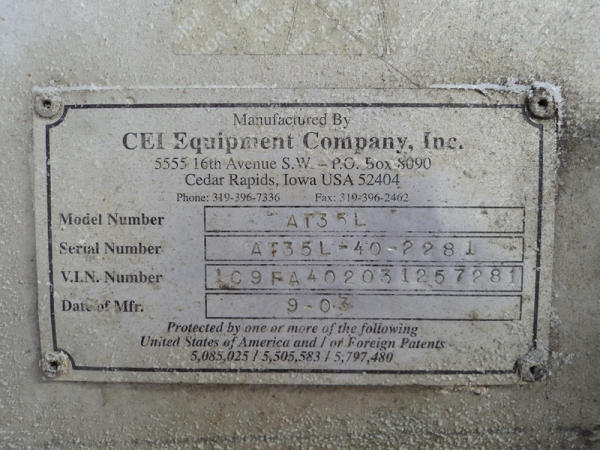 Manufactured By
CEI Equipment Company, Inc.
5555 16th Avenue S.W. – P.O. Box 8090
Cedar Rapids, Iowa USA 52404
Phone: 319-396-7336 Fax: 319-396-2462
Model Number AT35L
Serial Number AT35L-40-2281
V.I.N. Number 1C9FA402031257281
Date of Mfr. 9-03
Protected by one or more of the following
United States of America and / or Foreign Patents
5,085,025 / 5,505,583 / 5,797,480